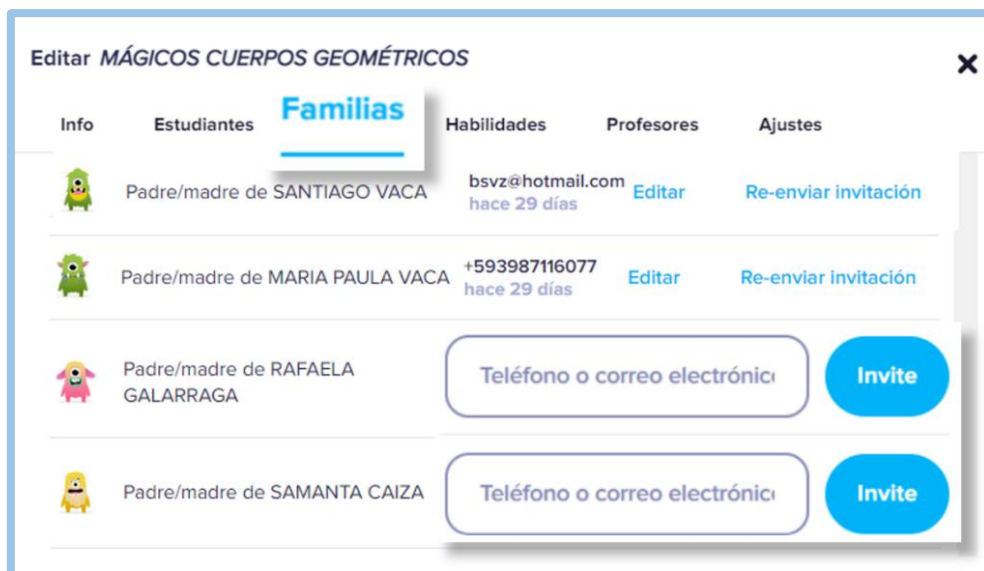 Editar MÁGICOS CUERPOS GEOMÉTRICOS
Info Estudiantes Familias Habilidades Profesores Ajustes
Padre/madre de SANTIAGO VACA bsvz@hotmail.com Editar Re-enviar invitación
hace 29 días
Padre/madre de MARIA PAULA VACA +593987116077 Editar Re-enviar invitación
hace 29 días
Padre/madre de RAFAELA
GALARRAGA
Teléfono o correo electrónic Invite
Padre/madre de SAMANTA CAIZA Teléfono o correo electrónic Invite